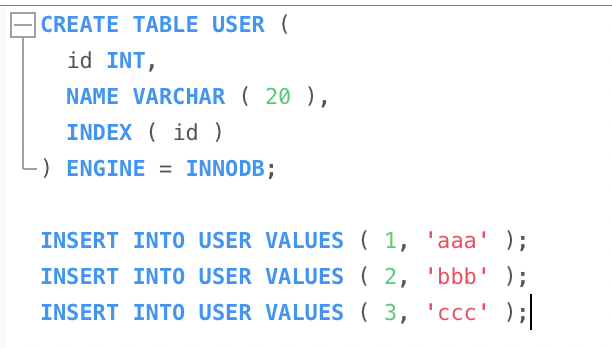 CREATE TABLE USER (
id INT,
NAME VARCHAR ( 20 ),
INDEX ( id )
) ENGINE = INNODB;
INSERT INTO USER VALUES ( 1, 'aaa' );
INSERT INTO USER VALUES ( 2, 'bbb' );
INSERT INTO USER VALUES ( 3, 'ccc' );